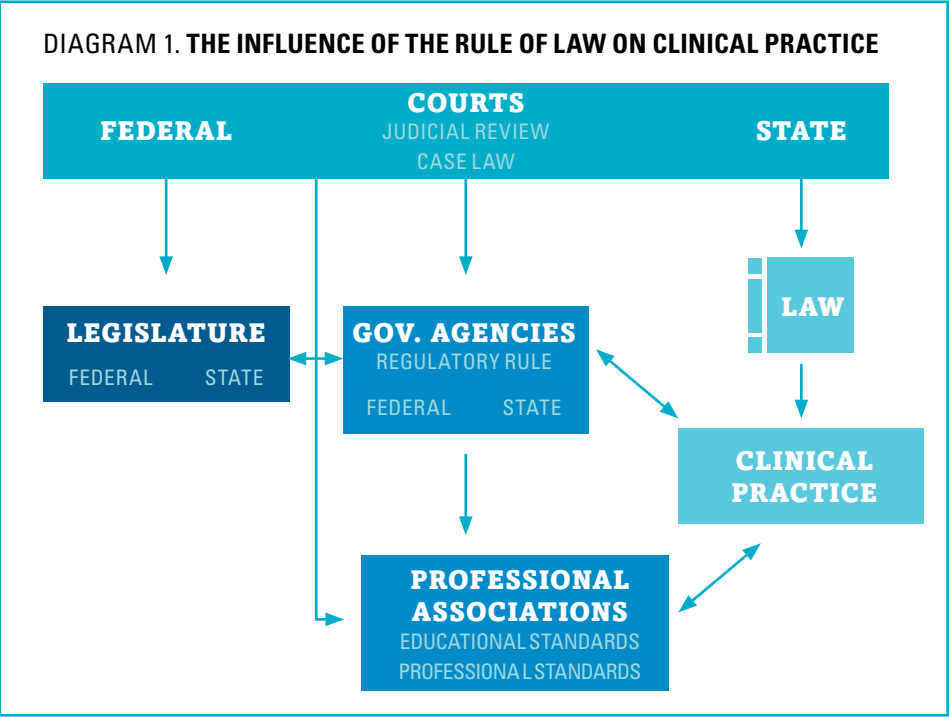 DIAGRAM 1. THE INFLUENCE OF THE RULE OF LAW ON CLINICAL PRACTICE
FEDERAL
COURTS
JUDICIAL REVIEW
CASE LAW
STATE
LEGISLATURE
FEDERAL STATE
GOV. AGENCIES
REGULATORY RULE
FEDERAL STATE
LAW
CLINICAL
PRACTICE
PROFESSIONAL
ASSOCIATIONS
EDUCATIONAL STANDARDS
PROFESSIONAL STANDARDS